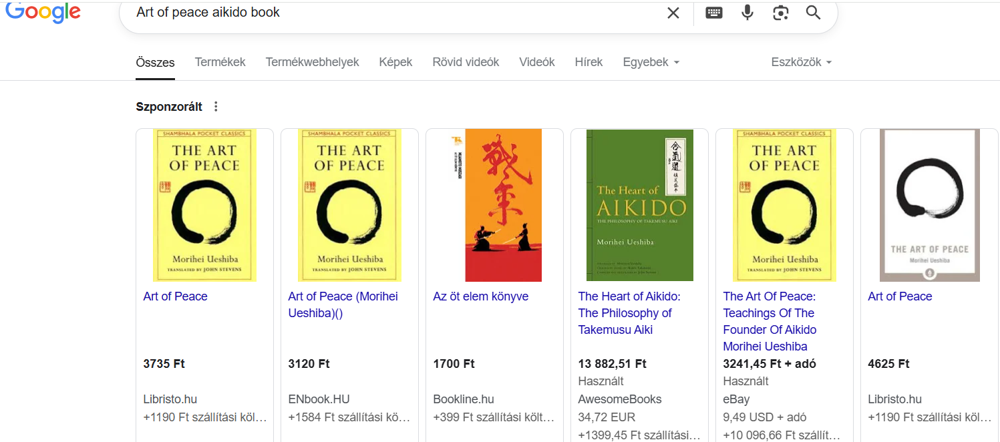 Google
Art of peace aikido book
Összes Termékek Termékwebhelyek Képek Rövid videók Videók Hírek Egyebek Eszközök
Szponzorált
SHAMBHALA POCKET CLASSICS
THE ART
OF PEACE
Morihei Ueshiba
TRANSLATED BY JOHN STEVENS
Art of Peace
3735 Ft
Libristo.hu
+1190 Ft szállítási köl…
SHAMBHALA POCKET CLASSICS
THE ART
OF PEACE
Morihei Ueshiba
TRANSLATED BY JOHN STEVENS
Art of Peace (Morihei
Ueshiba)()
3120 Ft
ENbook.HU
+1584 Ft szállítási kö…
Az öt elem könyve
1700 Ft
Bookline.hu
+399 Ft szállítási költ…
合氣道
The Heart of
AIKIDO
THE PHILOSOPHY OF TAKEMUSU AIKI
Morihei Ueshiba
The Heart of Aikido:
The Philosophy of
Takemusu Aiki
13 882,51 Ft
Használt
AwesomeBooks
34,72 EUR
+1399,45 Ft szállítási…
SHAMBHALA POCKET CLASSICS
THE ART
OF PEACE
Morihei Ueshiba
TRANSLATED BY JOHN STEVENS
The Art Of Peace:
Teachings Of The
Founder Of Aikido
Morihei Ueshiba
3241,45 Ft + adó
Használt
eBay
9,49 USD + adó
+10 096,66 Ft szállít…
THE ART OF PEACE
Morihei Ueshiba
Art of Peace
4625 Ft
Libristo.hu
+1190 Ft szállítási köl…